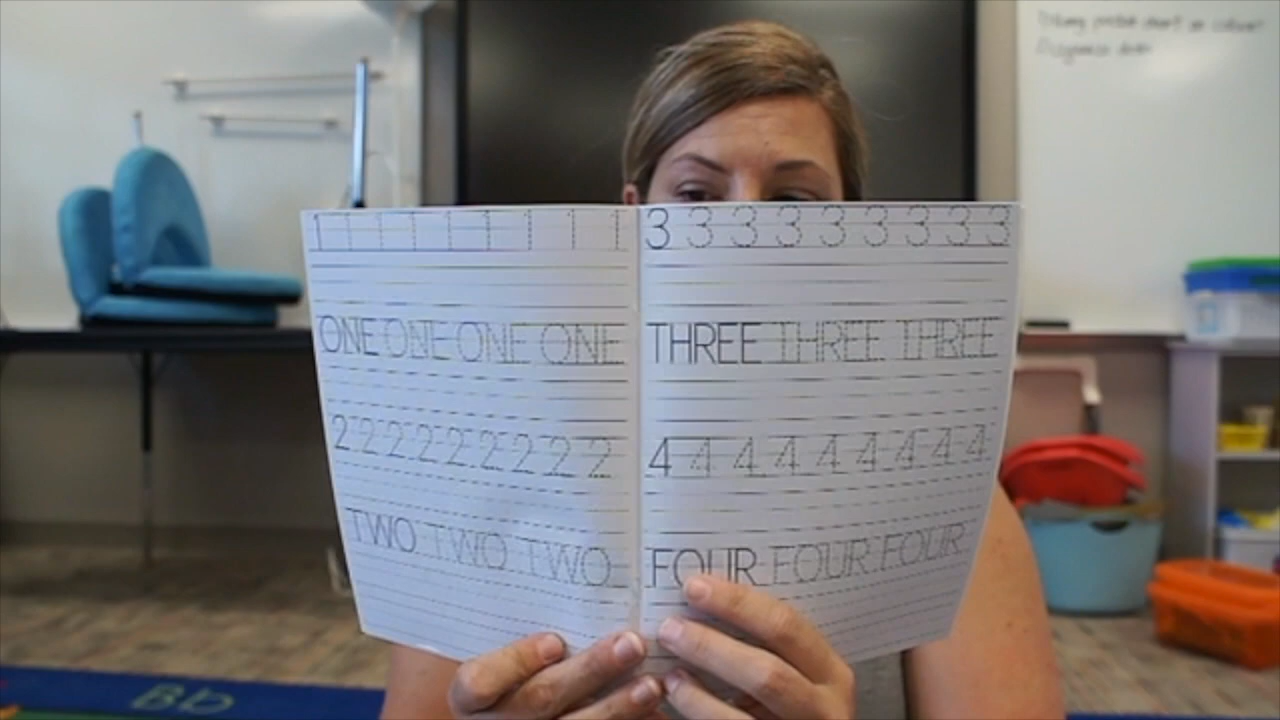 1 1 1 1 1 1 1 1
ONE ONE ONE ONE
2 2 2 2 2 2 2 2 2
TWO TWO TWO
3 3 3 3 3 3 3 3 3
THREE THREE THREE
4 4 4 4 4 4 4 4 4
FOUR FOUR FOUR
Bb